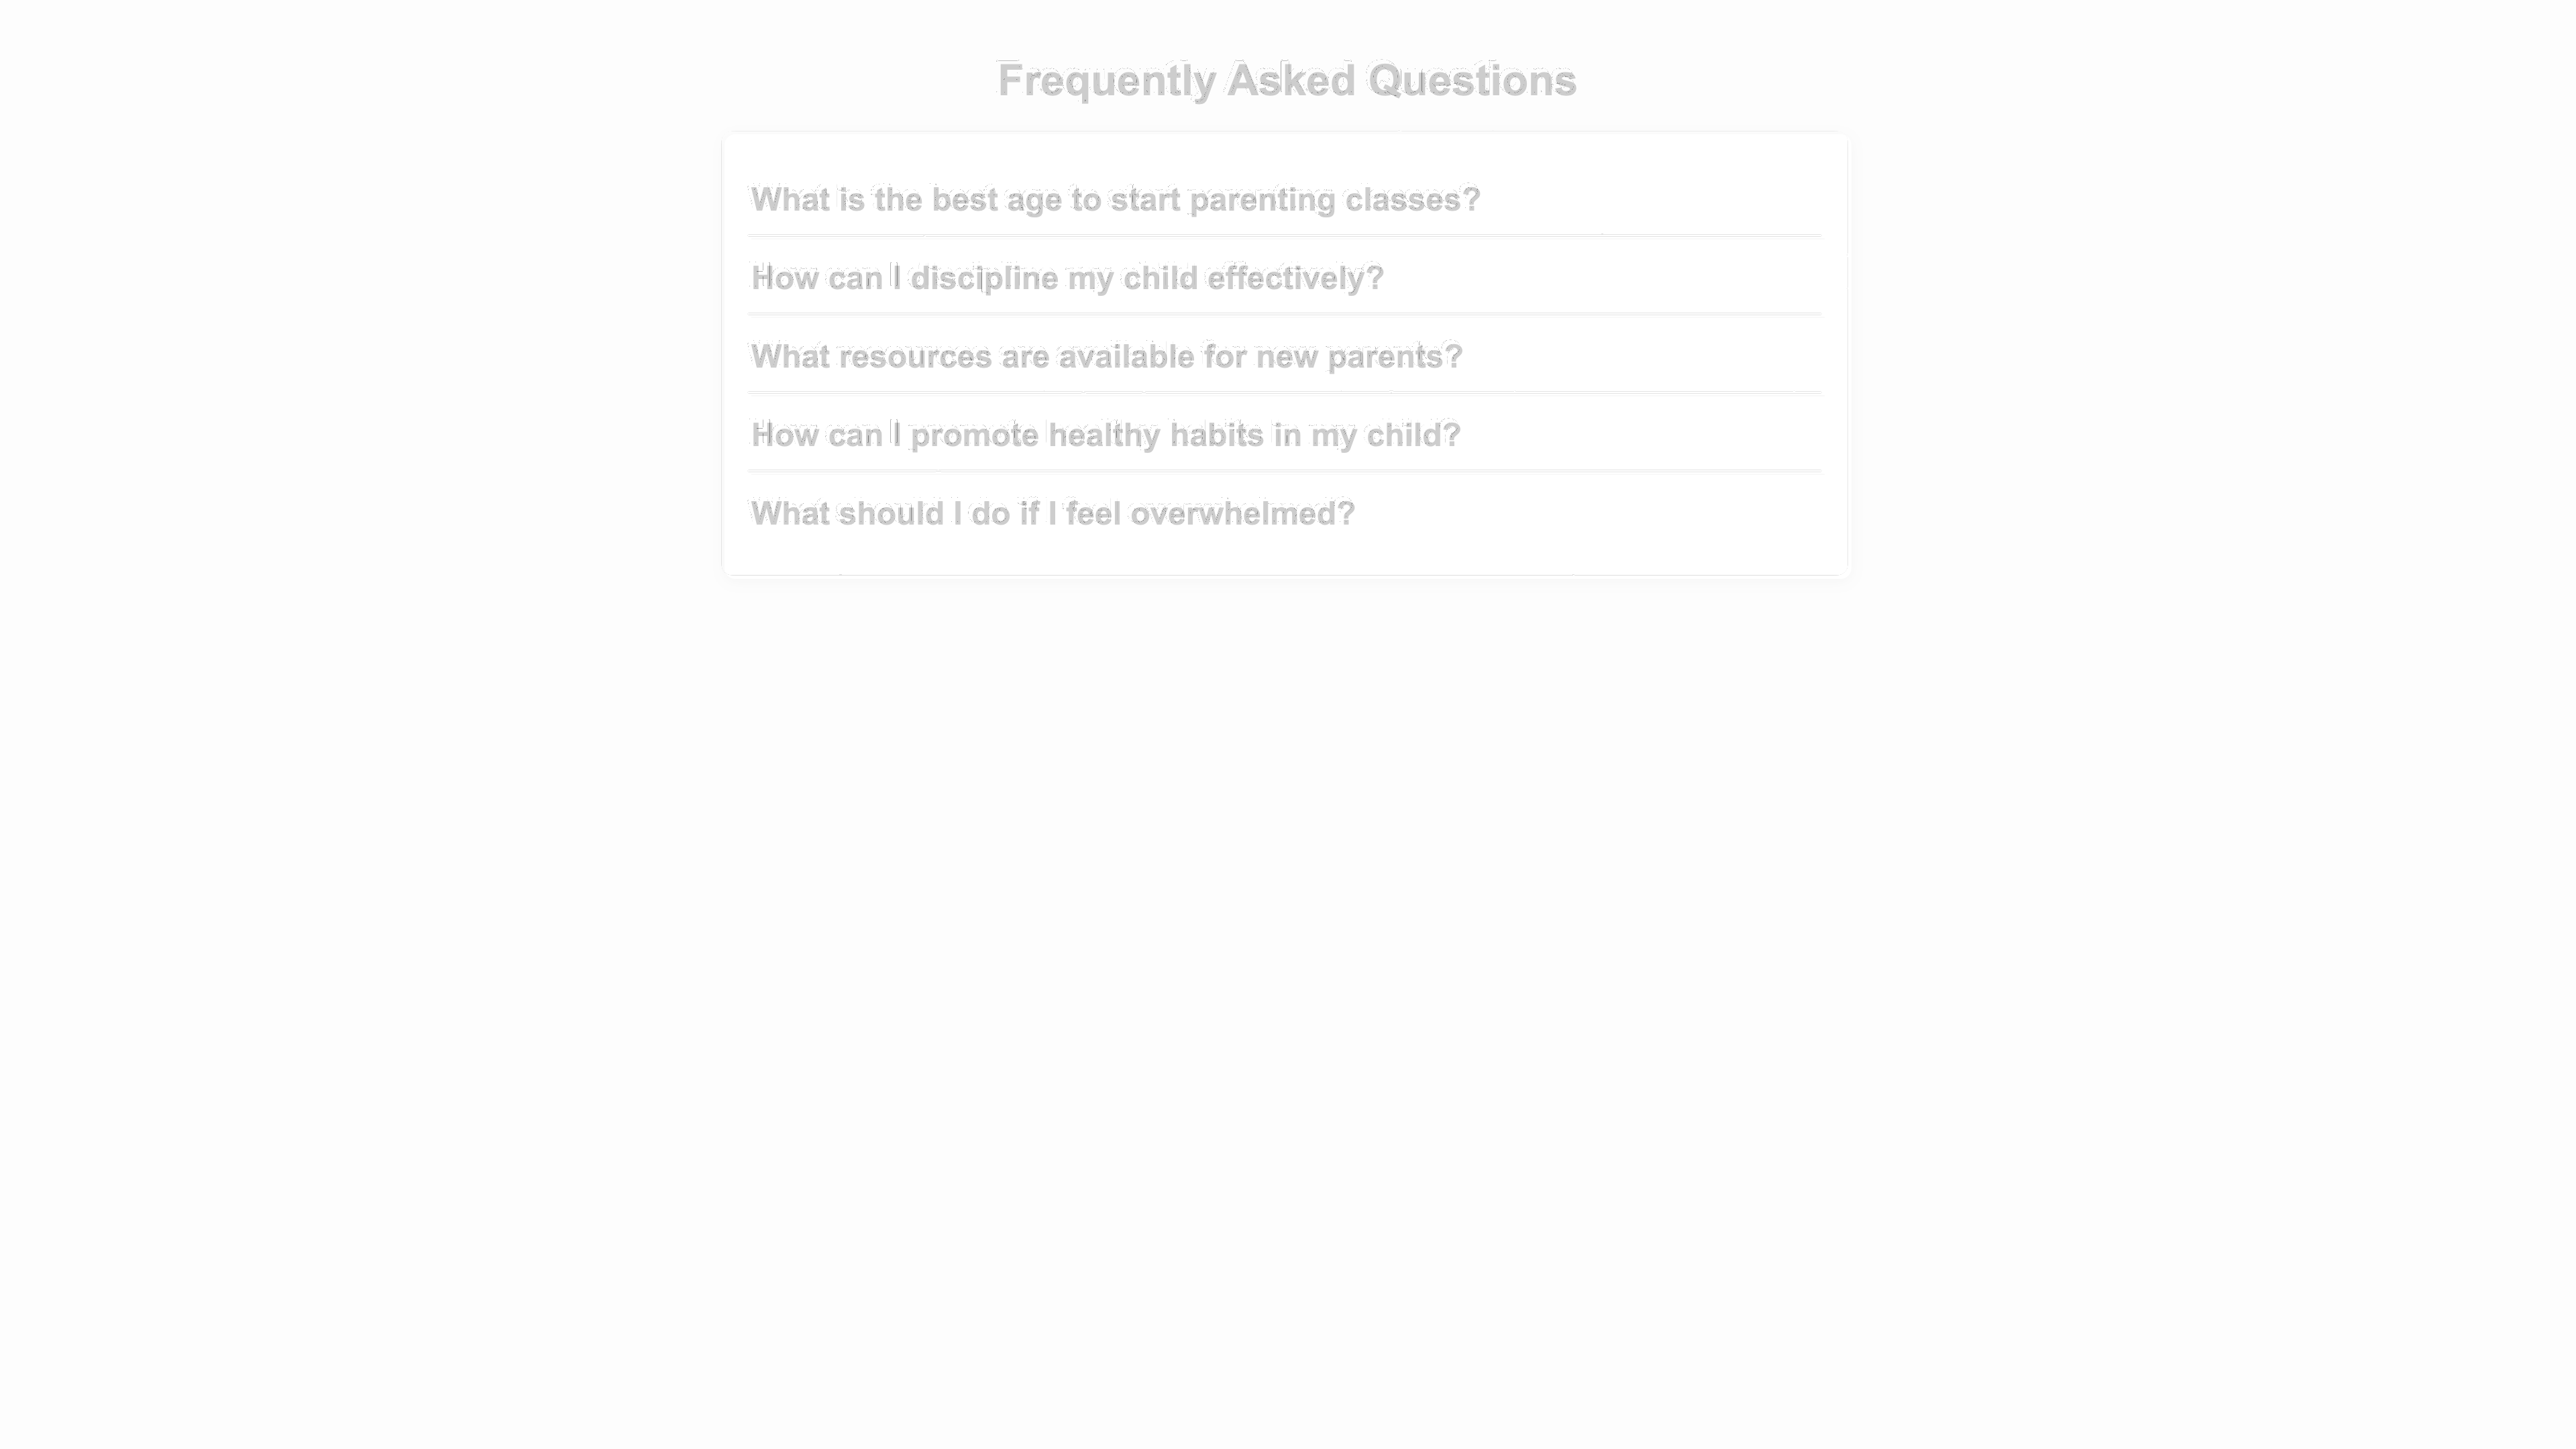 Frequently Asked Questions
What is the best age to start parenting classes?
How can I discipline my child effectively?
What resources are available for new parents?
How can I promote healthy habits in my child?
What should I do if I feel overwhelmed?